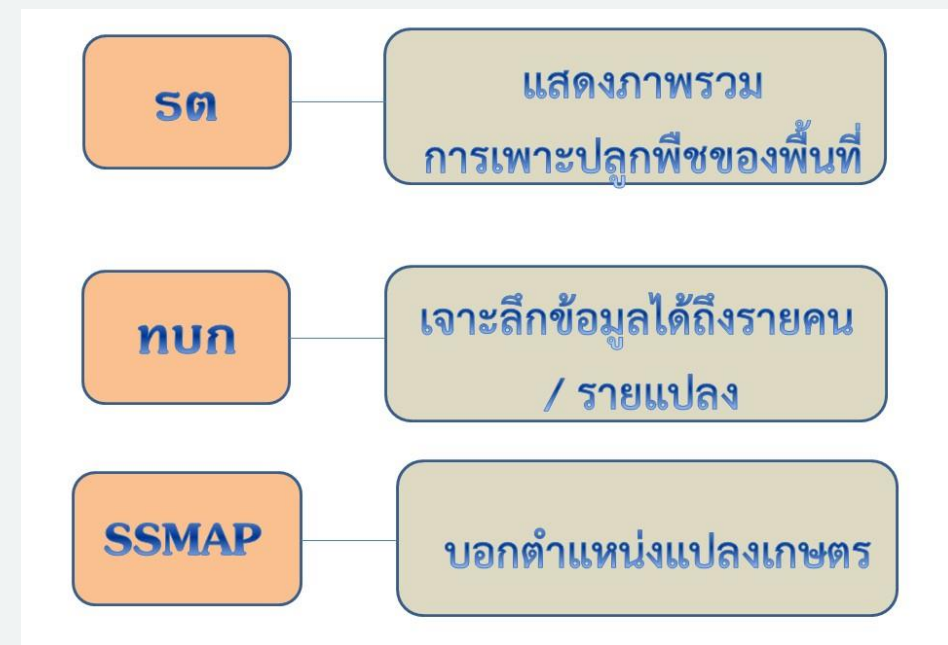 รต
แสดงภาพรวม
การเพาะปลูกพืชของพื้นที่
ทบก
เจาะลึกข้อมูลได้ถึงรายคน
/ รายแปลง
SSMAP
บอกตำแหน่งแปลงเกษตร